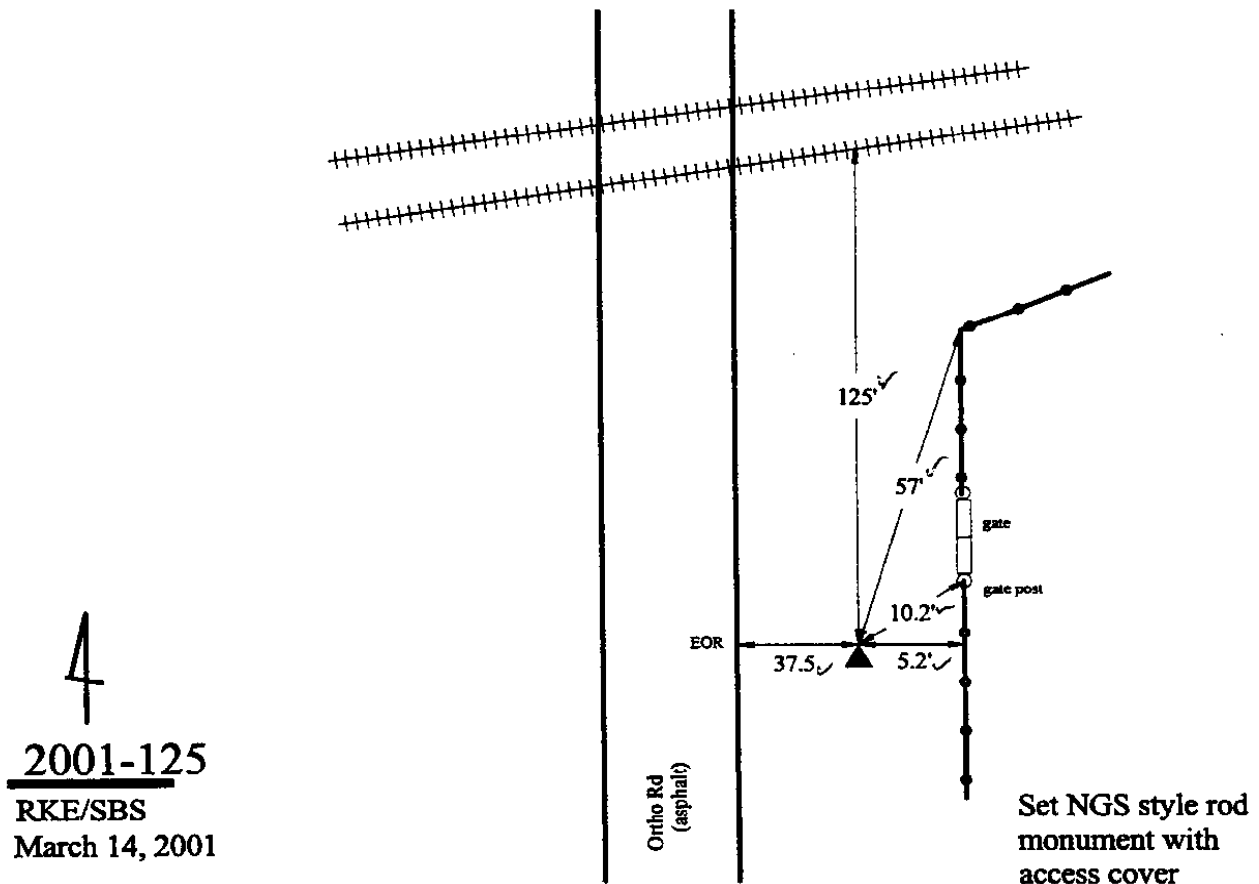 125'
57'
gate
gate post
10.2'
EOR
37.5
5.2'
2001-125
RKE/SBS
March 14, 2001
Ortho Rd
(asphalt)
Set NGS style rod
monument with
access cover